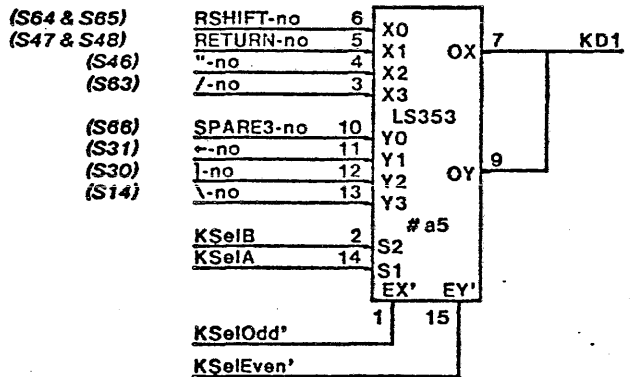 (S64 & S65) RSHIFT-no 6 X0
(S47 & S48) RETURN-no 5 X1 OX 7 KD1
(S46) "-no 4 X2
(S63) /-no 3 X3
LS353
(S66) SPARE3-no 10 Y0
(S31) ←-no 11 Y1 OY 9
(S30) ]-no 12 Y2
(S14) \-no 13 Y3
#a5
KSelB 2 S2
KSelA 14 S1
EX' EY'
1 15
KSelOdd'
KSelEven'